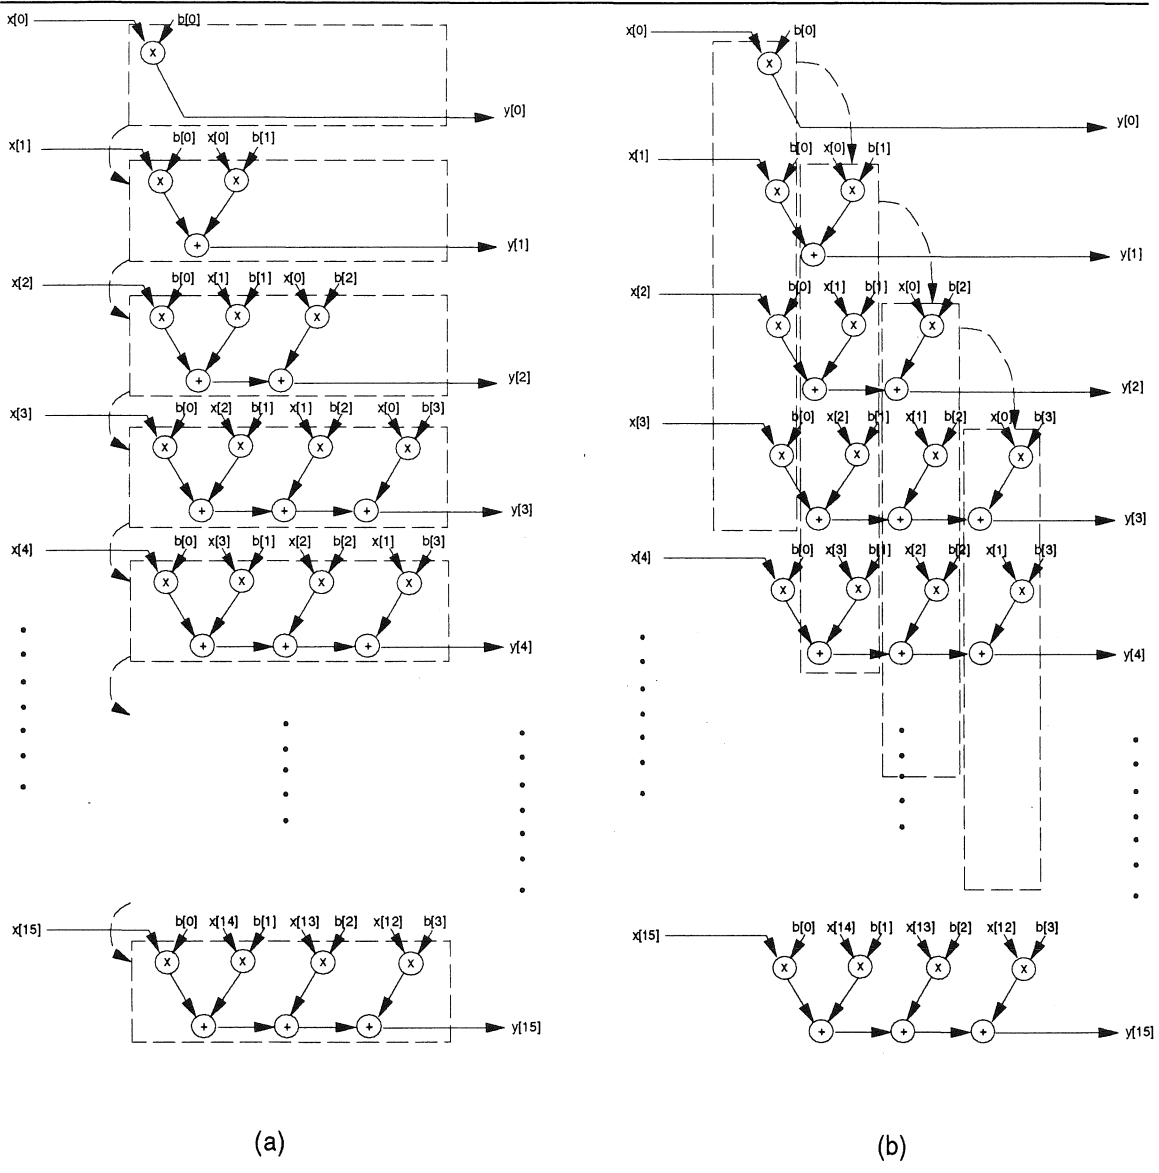 x[0] b[0]
x
y[0]
x[1] b[0] x[0] b[1]
x x
+ y[1]
x[2] b[0] x[1] b[1] x[0] b[2]
x x x
+ + y[2]
x[3] b[0] x[2] b[1] x[1] b[2] x[0] b[3]
x x x x
+ + + y[3]
x[4] b[0] x[3] b[1] x[2] b[2] x[1] b[3]
x x x x
+ + + y[4]
x[15] b[0] x[14] b[1] x[13] b[2] x[12] b[3]
x x x x
+ + + y[15]
(a)
x[0] b[0]
x
y[0]
x[1] b[0] x[0] b[1]
x x
+ y[1]
x[2] b[0] x[1] b[1] x[0] b[2]
x x x
+ + y[2]
x[3] b[0] x[2] b[1] x[1] b[2] x[0] b[3]
x x x x
+ + + y[3]
x[4] b[0] x[3] b[1] x[2] b[2] x[1] b[3]
x x x x
+ + + y[4]
x[15] b[0] x[14] b[1] x[13] b[2] x[12] b[3]
x x x x
+ + + y[15]
(b)